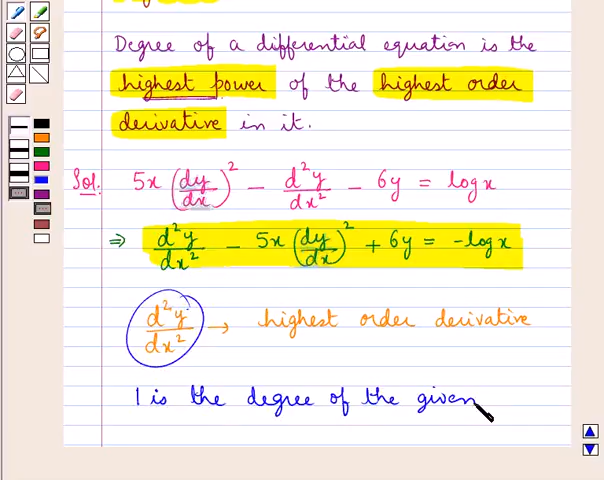 Degree of a differential equation is the
highest power of the highest order
derivative in it.
Sol. 5x (dy/dx)² - d²y/dx² - 6y = log x
⇒ d²y/dx² - 5x (dy/dx)² + 6y = -log x
d²y/dx² → highest order derivative
1 is the degree of the given